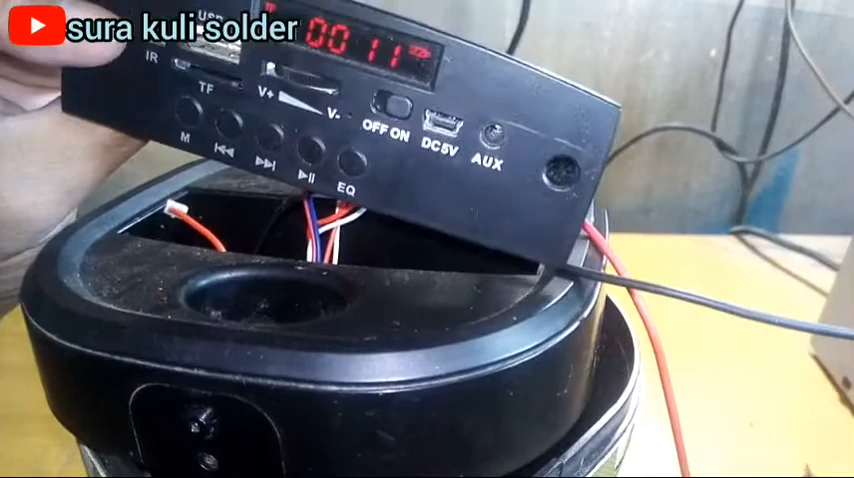 sura kuli solder
USB
0011
IR
TF
V+
V-
OFF ON
DC5V
AUX
M
EQ